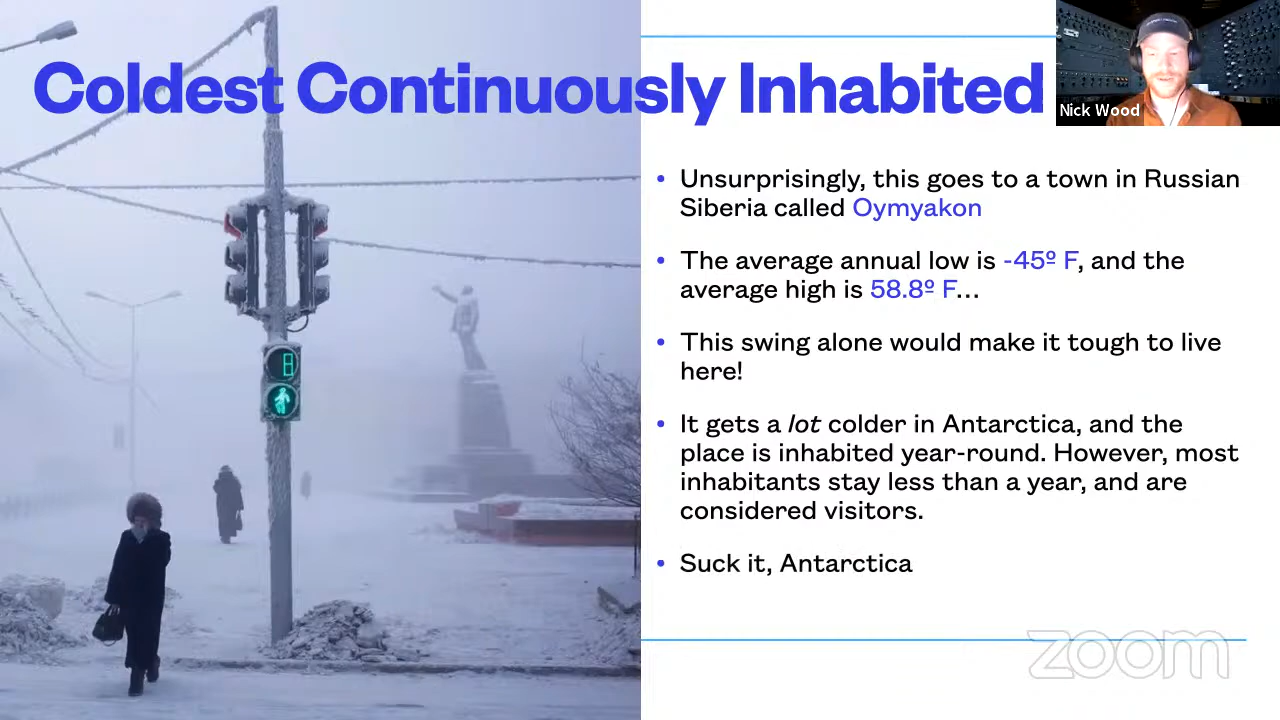 Coldest Continuously Inhabited
Nick Wood
• Unsurprisingly, this goes to a town in Russian
Siberia called Oymyakon
• The average annual low is -45º F, and the
average high is 58.8º F…
• This swing alone would make it tough to live
here!
• It gets a lot colder in Antarctica, and the
place is inhabited year-round. However, most
inhabitants stay less than a year, and are
considered visitors.
• Suck it, Antarctica
8
zoom